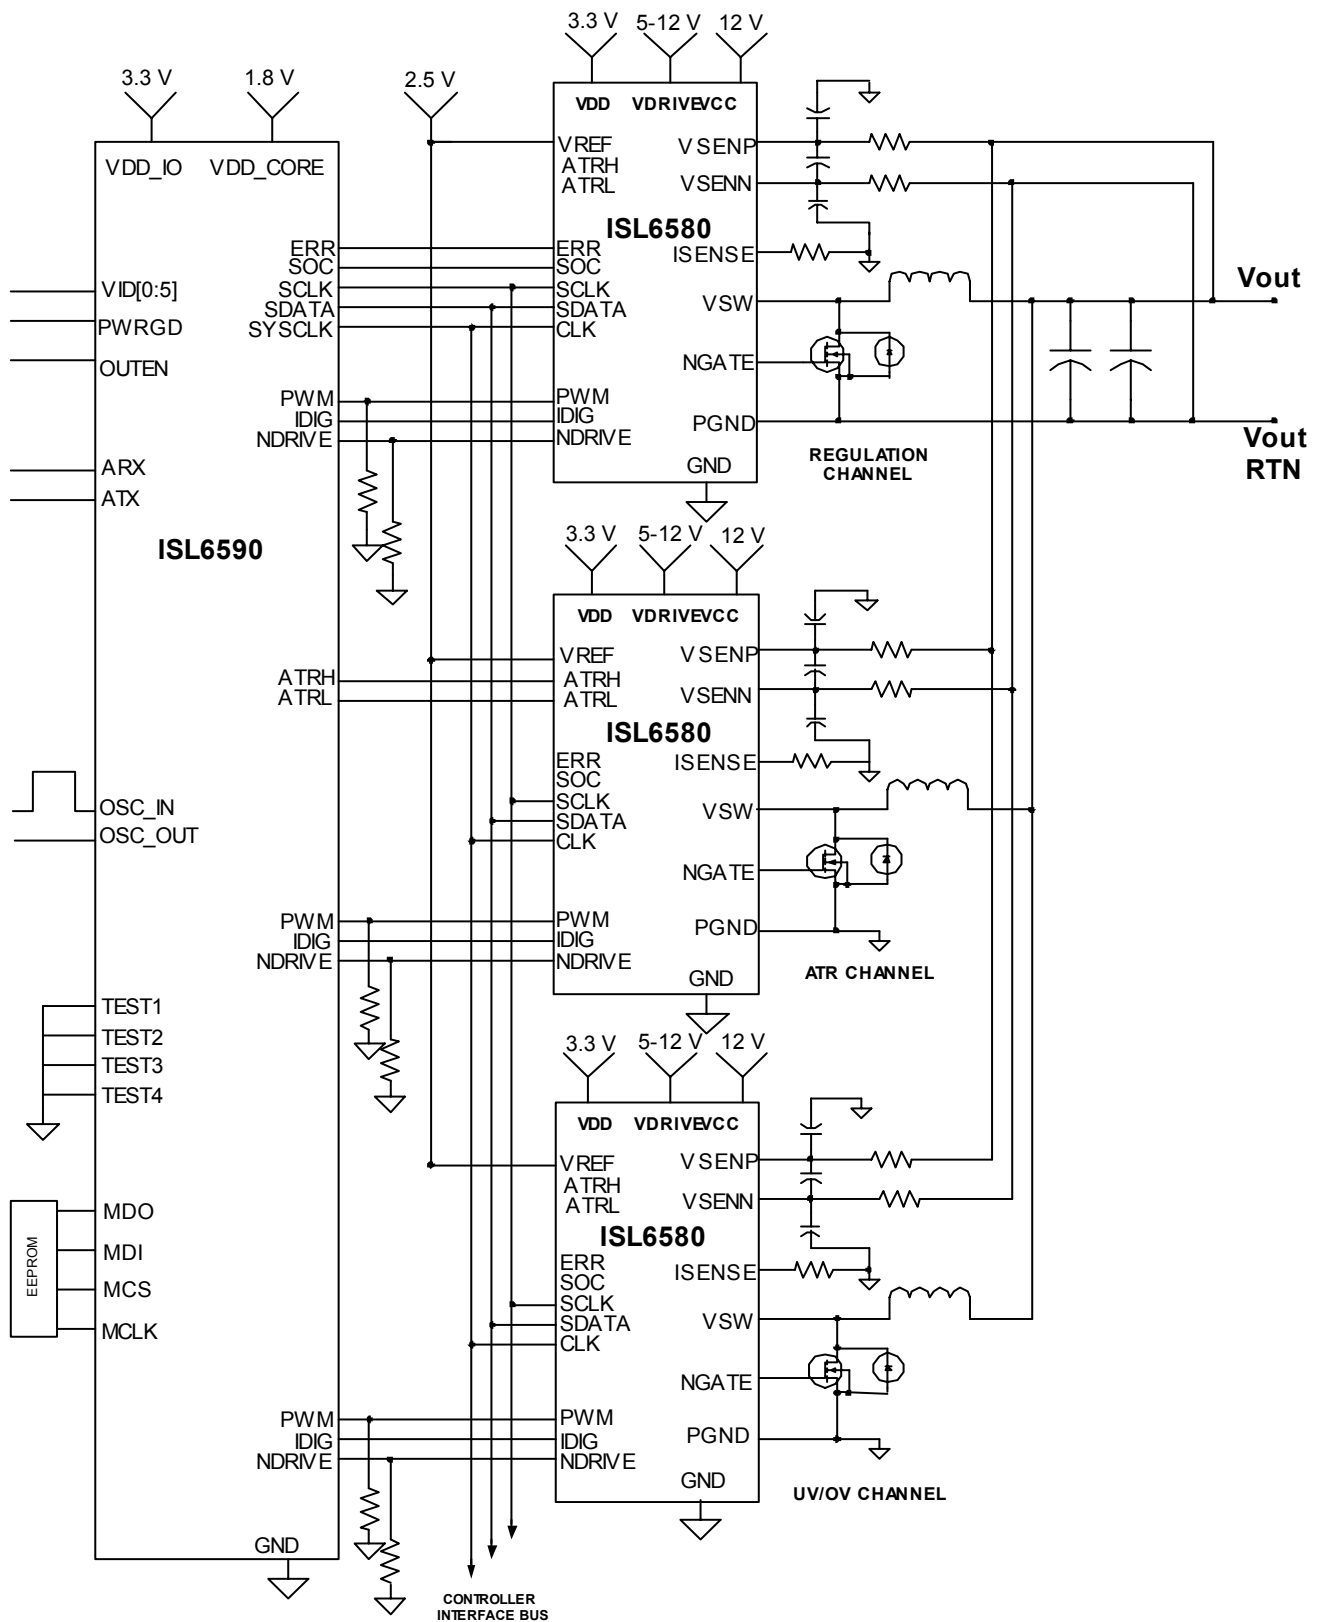 3.3 V
1.8 V
2.5 V
3.3 V
5-12 V
12 V
VDD_IO
VDD_CORE
ERR
SOC
SCLK
SDATA
SYSCLK
VID[0:5]
PWRGD
OUTEN
PWM
IDIG
NDRIVE
ARX
ATX
ISL6590
ATRH
ATRL
OSC_IN
OSC_OUT
PWM
IDIG
NDRIVE
TEST1
TEST2
TEST3
TEST4
EEPROM
MDO
MDI
MCS
MCLK
PWM
IDIG
NDRIVE
GND
VDD
VDRIVE
VCC
VREF
ATRH
ATRL
ISL6580
ERR
SOC
SCLK
SDATA
CLK
PWM
IDIG
NDRIVE
VSENP
VSENN
ISENSE
VSW
NGATE
PGND
GND
REGULATION
CHANNEL
Vout
Vout
RTN
3.3 V
5-12 V
12 V
VDD
VDRIVE
VCC
VREF
ATRH
ATRL
ISL6580
ERR
SOC
SCLK
SDATA
CLK
PWM
IDIG
NDRIVE
VSENP
VSENN
ISENSE
VSW
NGATE
PGND
GND
ATR CHANNEL
3.3 V
5-12 V
12 V
VDD
VDRIVE
VCC
VREF
ATRH
ATRL
ISL6580
ERR
SOC
SCLK
SDATA
CLK
PWM
IDIG
NDRIVE
VSENP
VSENN
ISENSE
VSW
NGATE
PGND
GND
UV/OV CHANNEL
CONTROLLER
INTERFACE BUS